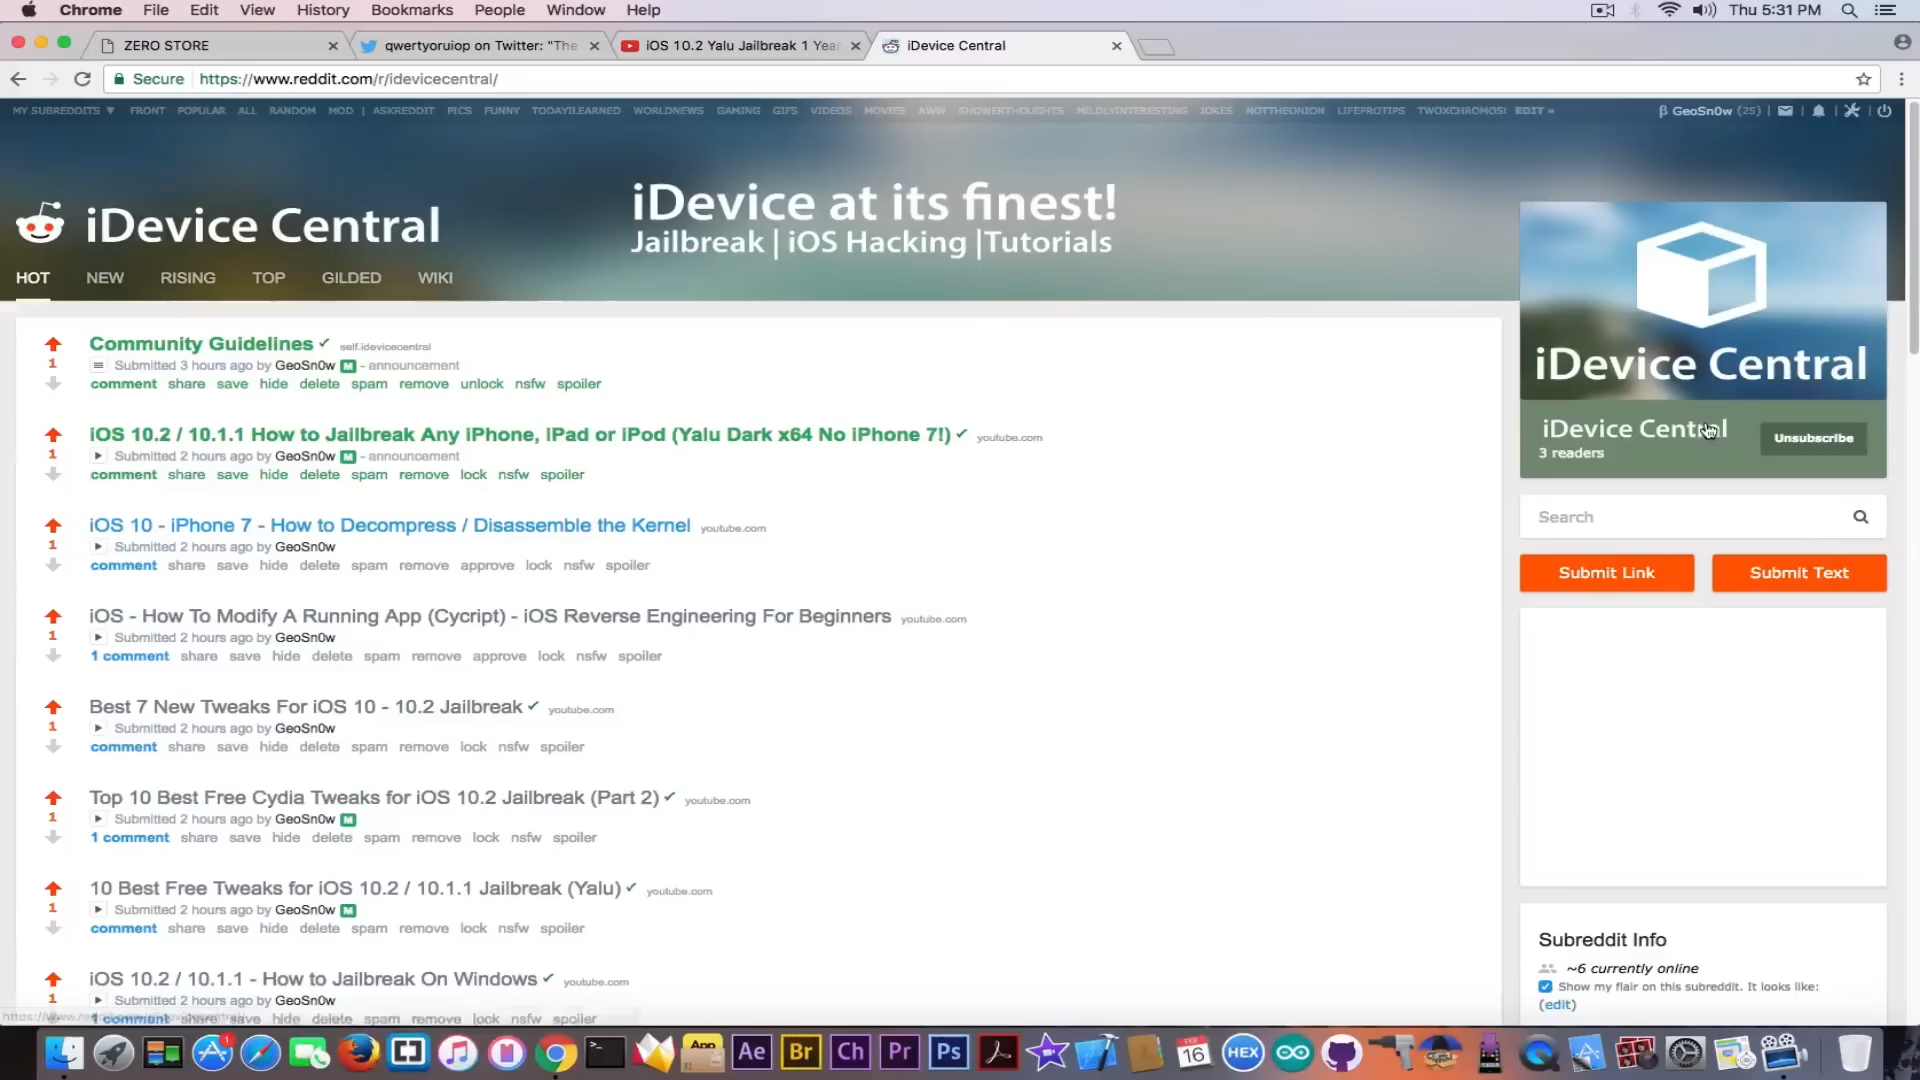 Chrome File Edit View History Bookmarks People Window Help Thu 5:31 PM
ZERO STORE qwertyoruiop on Twitter: "The iOS 10.2 Yalu Jailbreak 1 Yea iDevice Central
Secure https://www.reddit.com/r/idevicecentral/
MY SUBREDDITS FRONT POPULAR ALL RANDOM MOD | ASKREDDIT PICS FUNNY TODAYILEARNED WORLDNEWS GAMING GIFS VIDEOS MOVIES AWW SHOWERTHOUGHTS MILDLYINTERESTING JOKES NOTTHEONION LIFEPROTIPS TWOXCHROMOS EDIT » β GeoSn0w (25) | | | |
iDevice at its finest!
iDevice Central
Jailbreak | iOS Hacking |Tutorials
HOT NEW RISING TOP GILDED WIKI
Community Guidelines ✓ self.idevicecentral
1 Submitted 3 hours ago by GeoSn0w M - announcement
comment share save hide delete spam remove unlock nsfw spoiler
iOS 10.2 / 10.1.1 How to Jailbreak Any iPhone, iPad or iPod (Yalu Dark x64 No iPhone 7!) ✓ youtube.com
1 Submitted 2 hours ago by GeoSn0w M - announcement
comment share save hide delete spam remove lock nsfw spoiler
iOS 10 - iPhone 7 - How to Decompress / Disassemble the Kernel youtube.com
1 Submitted 2 hours ago by GeoSn0w
comment share save hide delete spam remove approve lock nsfw spoiler
iOS - How To Modify A Running App (Cycript) - iOS Reverse Engineering For Beginners youtube.com
1 Submitted 2 hours ago by GeoSn0w
1 comment share save hide delete spam remove approve lock nsfw spoiler
Best 7 New Tweaks For iOS 10 - 10.2 Jailbreak ✓ youtube.com
1 Submitted 2 hours ago by GeoSn0w
comment share save hide delete spam remove lock nsfw spoiler
Top 10 Best Free Cydia Tweaks for iOS 10.2 Jailbreak (Part 2) ✓ youtube.com
1 Submitted 2 hours ago by GeoSn0w M
1 comment share save hide delete spam remove lock nsfw spoiler
10 Best Free Tweaks for iOS 10.2 / 10.1.1 Jailbreak (Yalu) ✓ youtube.com
1 Submitted 2 hours ago by GeoSn0w M
comment share save hide delete spam remove lock nsfw spoiler
iOS 10.2 / 10.1.1 - How to Jailbreak On Windows ✓ youtube.com
1 Submitted 2 hours ago by GeoSn0w
1 comment share save hide delete spam remove lock nsfw spoiler
iDevice Central
iDevice Central
3 readers
Unsubscribe
Search
Submit Link Submit Text
Subreddit Info
~6 currently online
Show my flair on this subreddit. It looks like:
(edit)
App Ae Br Ch Pr Ps FEB 16 HEX